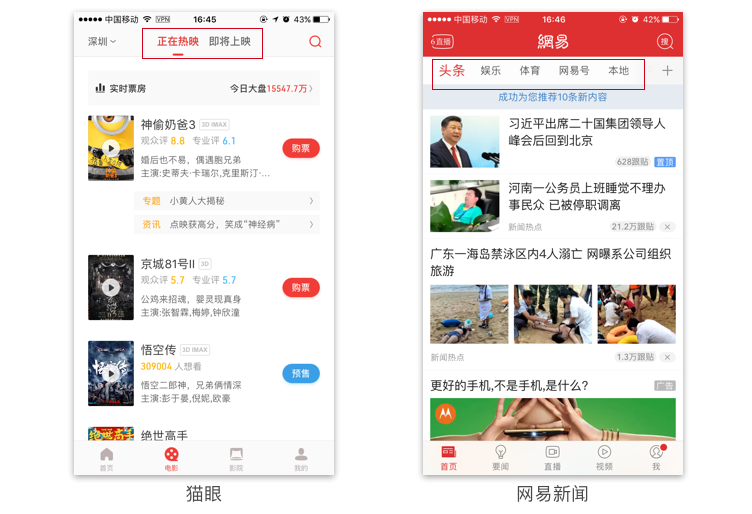 中国移动 VPN 16:45 43%
深圳 正在热映 即将上映
实时票房 今日大盘15547.7万
神偷奶爸3 3D IMAX
观众评 8.8 专业评 6.1
购票
婚后也不易，偶遇胞兄弟
主演:史蒂夫·卡瑞尔,克里斯汀·...
专题 小黄人大揭秘
资讯 点映获高分，笑成“神经病”
京城81号II 3D
观众评 5.7 专业评 5.7
购票
公鸡来招魂，婴灵现真身
主演:张智霖,梅婷,钟欣潼
悟空传 3D IMAX
309004 人想看
预售
悟空二郎神，兄弟俩情深
主演:彭于晏,倪妮,欧豪
绝世高手
首页 电影 影院 我的
猫眼
中国移动 VPN 16:46 42%
6直播 網易 搜
头条 娱乐 体育 网易号 本地
成功为您推荐10条新内容
习近平出席二十国集团领导人
峰会后回到北京
628跟贴 置顶
河南一公务员上班睡觉不理办
事民众 已被停职调离
新闻热点 21.2万跟贴
广东一海岛禁泳区内4人溺亡 网曝系公司组织
旅游
新闻热点 1.3万跟贴
更好的手机,不是手机,是什么? 广告
首页 要闻 直播 视频 我
网易新闻